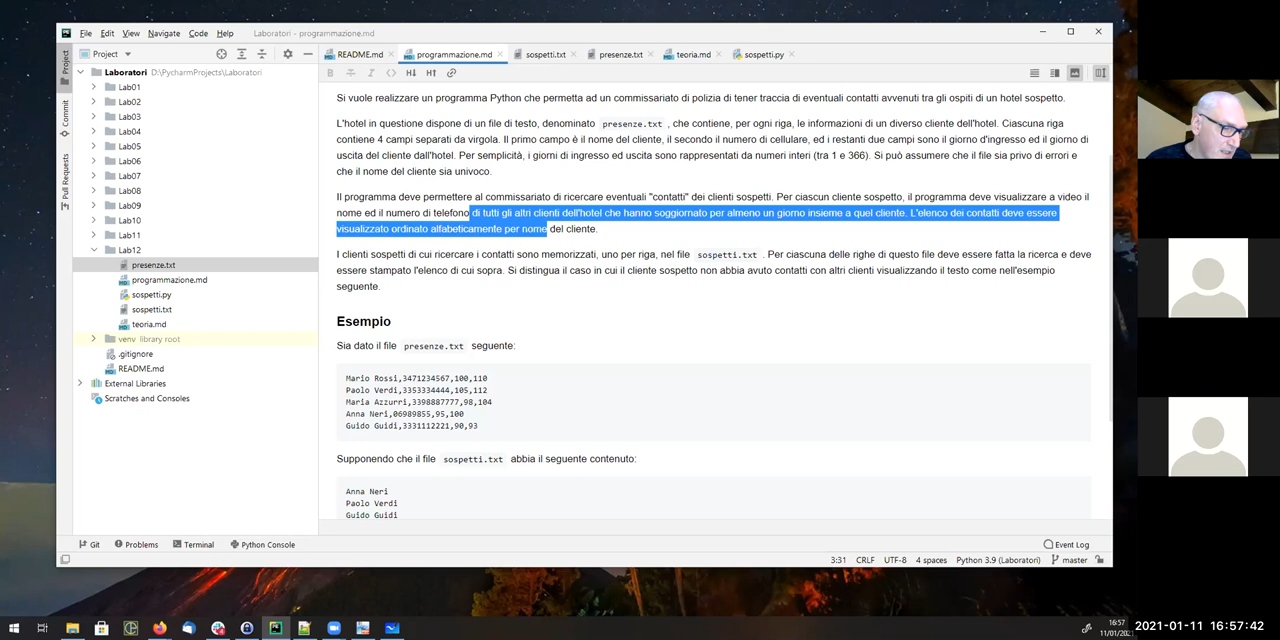 File Edit View Navigate Code Help Laboratori - programmazione.md
Project
README.md programmazione.md sospetti.txt presenze.txt teoria.md sospetti.py
Project
Commit
Pull Requests
Laboratori D:\PycharmProjects\Laboratori
Lab01
Lab02
Lab03
Lab04
Lab05
Lab06
Lab07
Lab08
Lab09
Lab10
Lab11
Lab12
presenze.txt
programmazione.md
sospetti.py
sospetti.txt
teoria.md
venv library root
.gitignore
README.md
External Libraries
Scratches and Consoles
Si vuole realizzare un programma Python che permetta ad un commissariato di polizia di tener traccia di eventuali contatti avvenuti tra gli ospiti di un hotel sospetto.
L'hotel in questione dispone di un file di testo, denominato presenze.txt , che contiene, per ogni riga, le informazioni di un diverso cliente dell'hotel. Ciascuna riga
contiene 4 campi separati da virgola. Il primo campo è il nome del cliente, il secondo il numero di cellulare, ed i restanti due campi sono il giorno d'ingresso ed il giorno di
uscita del cliente dall'hotel. Per semplicità, i giorni di ingresso ed uscita sono rappresentati da numeri interi (tra 1 e 366). Si può assumere che il file sia privo di errori e
che il nome del cliente sia univoco.
Il programma deve permettere al commissariato di ricercare eventuali "contatti" dei clienti sospetti. Per ciascun cliente sospetto, il programma deve visualizzare a video il
nome ed il numero di telefono di tutti gli altri clienti dell'hotel che hanno soggiornato per almeno un giorno insieme a quel cliente. L'elenco dei contatti deve essere
visualizzato ordinato alfabeticamente per nome del cliente.
I clienti sospetti di cui ricercare i contatti sono memorizzati, uno per riga, nel file sospetti.txt . Per ciascuna delle righe di questo file deve essere fatta la ricerca e deve
essere stampato l'elenco di cui sopra. Si distingua il caso in cui il cliente sospetto non abbia avuto contatti con altri clienti visualizzando il testo come nell'esempio
seguente.
Esempio
Sia dato il file presenze.txt seguente:
Mario Rossi,3471234567,100,110
Paolo Verdi,3353334444,105,112
Maria Azzurri,3398887777,98,104
Anna Neri,06989855,95,100
Guido Guidi,3331112221,90,93
Supponendo che il file sospetti.txt abbia il seguente contenuto:
Anna Neri
Paolo Verdi
Guido Guidi
Git Problems Terminal Python Console Event Log
3:31 CRLF UTF-8 4 spaces Python 3.9 (Laboratori) master
16:57
2021-01-11 16:57:42